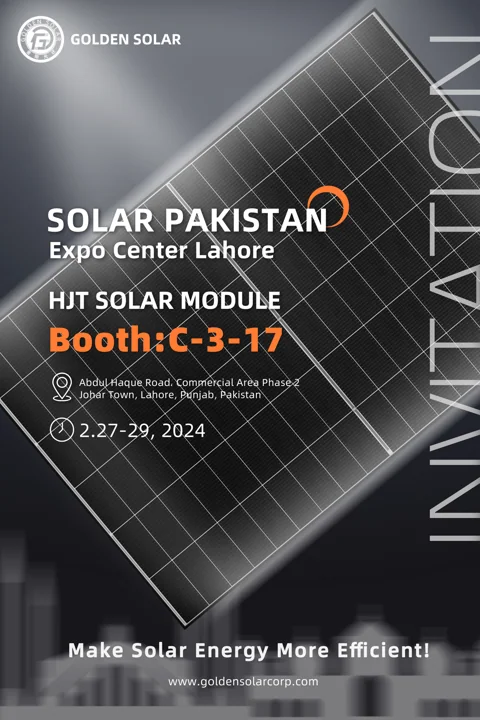 GOLDEN SOLAR
INVITATION
SOLAR PAKISTAN
Expo Center Lahore
HJT SOLAR MODULE
Booth:C-3-17
Abdul Haque Road. Commercial Area Phase 2
Johar Town, Lahore, Punjab, Pakistan
2.27-29, 2024
Make Solar Energy More Efficient!
www.goldensolarcorp.com